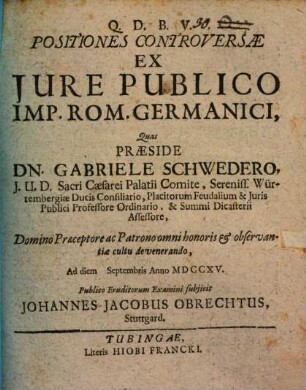 Q. D. B. V.
POSITIONES CONTROVERSÆ
EX
JURE PUBLICO
IMP. ROM. GERMANICI,
Quas
PRÆSIDE
DN. GABRIELE SCHWEDERO,
J. U. D. Sacri Cæsarei Palatii Comite, Sereniss. Wür-
tembergiæ Ducis Consiliario, Placitorum Feudalium & Juris
Publici Professore Ordinario, & Summi Dicasterii
Assessore,
Domino Præceptore ac Patrono omni honoris & observan-
tiæ cultu devenerando,
Ad diem Septembris Anno MDCCXV.
Publico Eruditorum Examini subjicit
JOHANNES JACOBUS OBRECHTUS,
Stuttgard.
TUBINGAE,
Literis HIOBI FRANCKI.